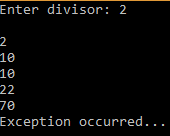 Enter divisor: 2
2
10
10
22
70
Exception occurred...